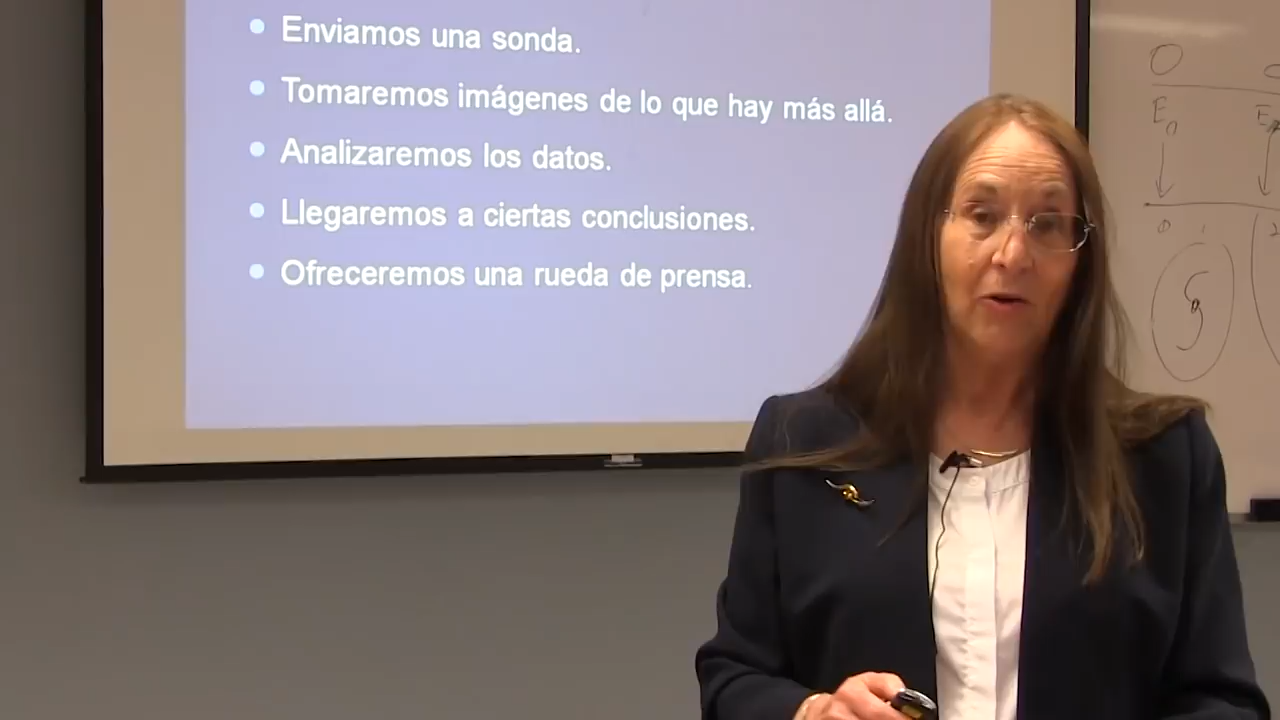 Enviamos una sonda.
Tomaremos imágenes de lo que hay más allá.
Analizaremos los datos.
Llegaremos a ciertas conclusiones.
Ofreceremos una rueda de prensa.
E n